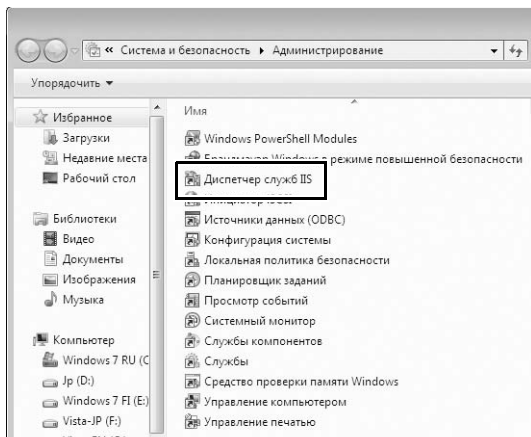 « Система и безопасность ▸ Администрирование
Упорядочить ▼
Имя
Избранное
Загрузки
Недавние места
Рабочий стол
Библиотеки
Видео
Документы
Изображения
Музыка
Компьютер
Windows 7 RU (C
Jp (D:)
Windows 7 FI (E:)
Vista-JP (F:)
Windows PowerShell Modules
Брандмауэр Windows в режиме повышенной безопасности
Диспетчер служб IIS
Инициатор iSCSI
Источники данных (ODBC)
Конфигурация системы
Локальная политика безопасности
Планировщик заданий
Просмотр событий
Системный монитор
Службы компонентов
Службы
Средство проверки памяти Windows
Управление компьютером
Управление печатью